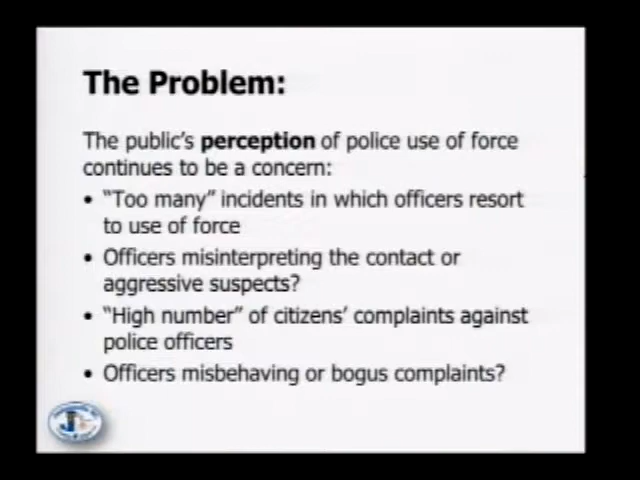 The Problem:
The public's perception of police use of force
continues to be a concern:
• “Too many” incidents in which officers resort
to use of force
• Officers misinterpreting the contact or
aggressive suspects?
• “High number” of citizens' complaints against
police officers
• Officers misbehaving or bogus complaints?